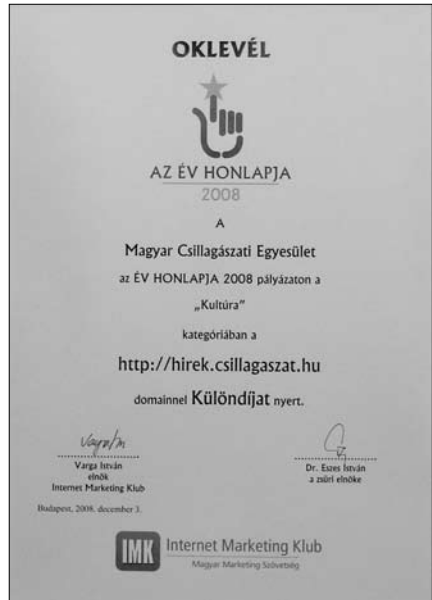 OKLEVÉL
AZ ÉV HONLAPJA
2008
A
Magyar Csillagászati Egyesület
az ÉV HONLAPJA 2008 pályázaton a
„Kultúra”
kategóriában a
http://hirek.csillagaszat.hu
domainnel Különdíjat nyert.
Varga István
elnök
Internet Marketing Klub
Dr. Eszes István
a zsűri elnöke
Budapest, 2008. december 3.
IMK Internet Marketing Klub
Magyar Marketing Szövetség